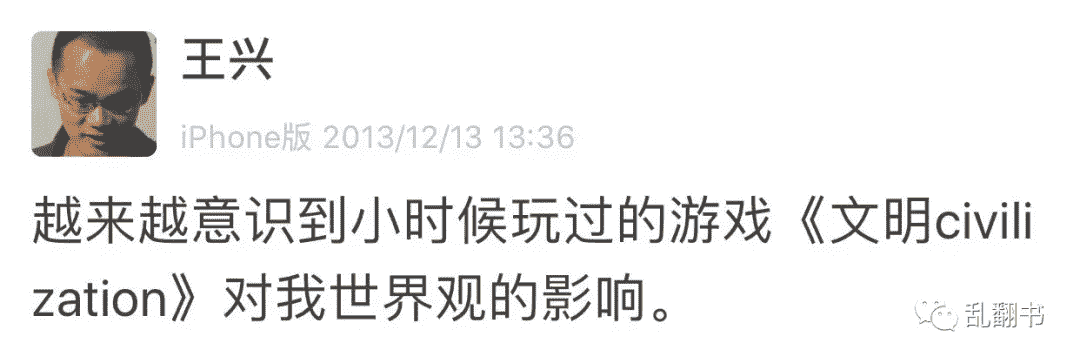 王兴
iPhone版 2013/12/13 13:36
越来越意识到小时候玩过的游戏《文明civili
zation》对我世界观的影响。
乱翻书